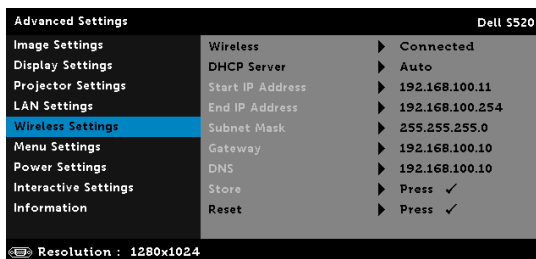 Advanced Settings Dell S520
Image Settings Wireless Connected
Display Settings DHCP Server Auto
Projector Settings Start IP Address 192.168.100.11
LAN Settings End IP Address 192.168.100.254
Wireless Settings Subnet Mask 255.255.255.0
Menu Settings Gateway 192.168.100.10
Power Settings DNS 192.168.100.10
Interactive Settings Store Press ✓
Information Reset Press ✓
Resolution : 1280x1024